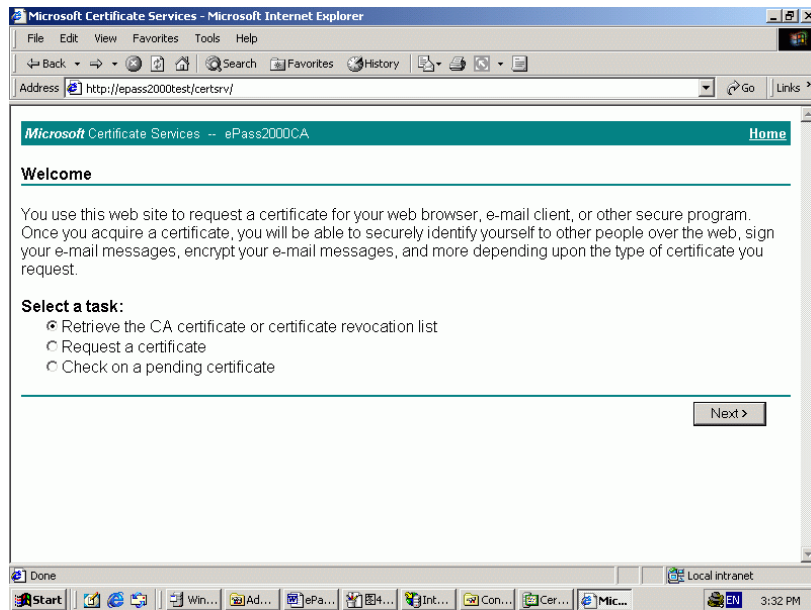 Microsoft Certificate Services - Microsoft Internet Explorer
File Edit View Favorites Tools Help
Back Search Favorites History
Address http://epass2000test/certsrv/ Go Links
Microsoft Certificate Services -- ePass2000CA Home
Welcome
You use this web site to request a certificate for your web browser, e-mail client, or other secure program.
Once you acquire a certificate, you will be able to securely identify yourself to other people over the web, sign
your e-mail messages, encrypt your e-mail messages, and more depending upon the type of certificate you
request.
Select a task:
Retrieve the CA certificate or certificate revocation list
Request a certificate
Check on a pending certificate
Next >
Done Local intranet
Start Win... Ad... ePa... 图4... Int... Con... Cer... Mic... EN 3:32 PM